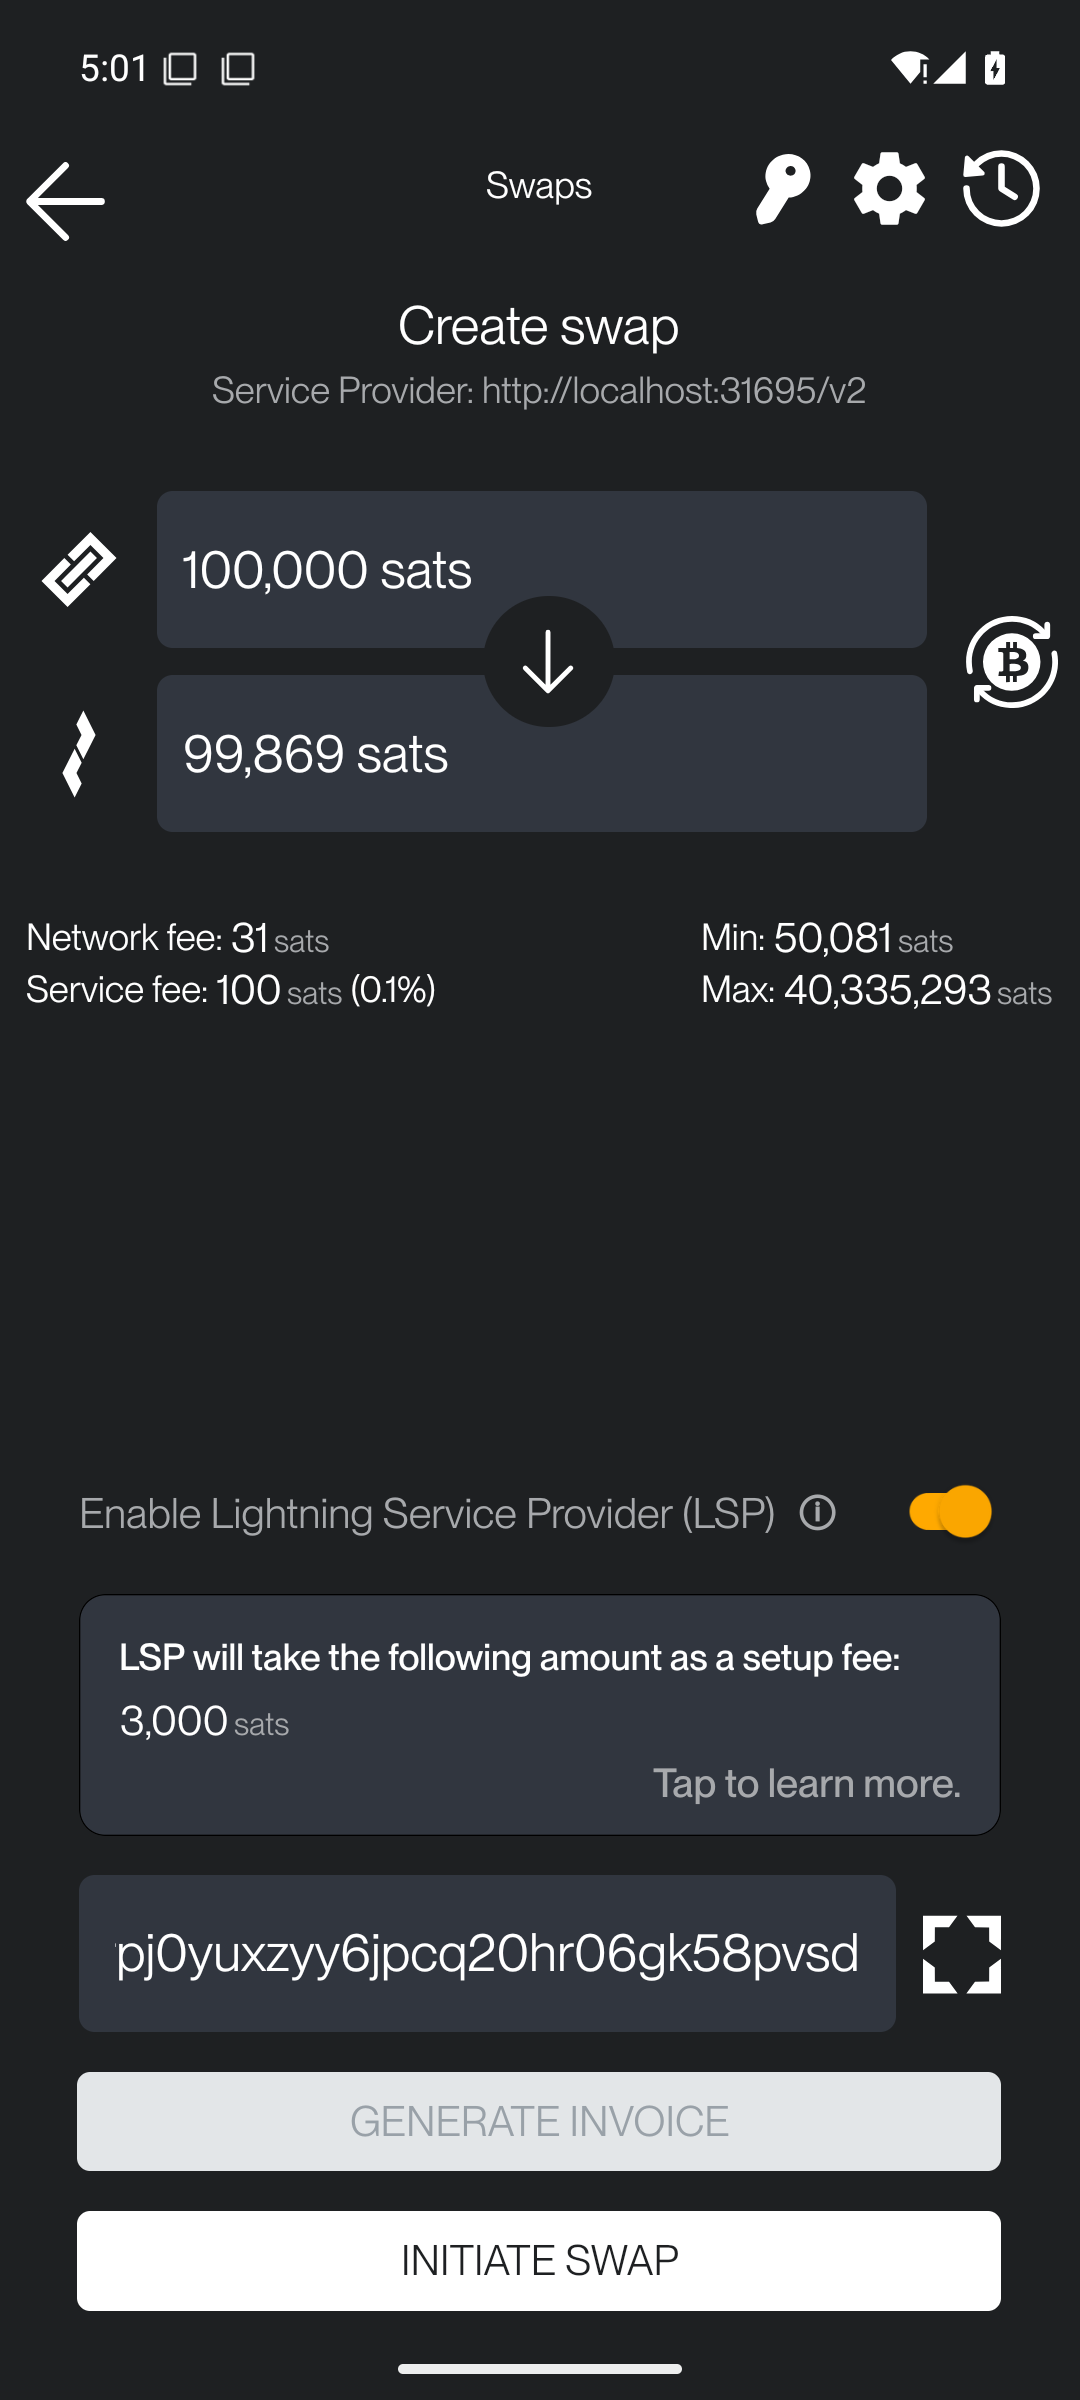 5:01
Swaps
Create swap
Service Provider: http://localhost:31695/v2
100,000 sats
99,869 sats
Network fee: 31 sats
Min: 50,081 sats
Service fee: 100 sats (0.1%)
Max: 40,335,293 sats
Enable Lightning Service Provider (LSP)
LSP will take the following amount as a setup fee:
3,000 sats
Tap to learn more.
pj0yuxzyy6jpcq20hr06gk58pvsd
GENERATE INVOICE
INITIATE SWAP